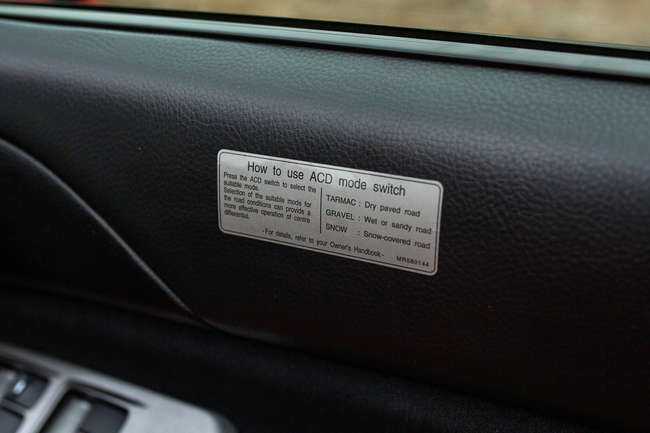 How to use ACD mode switch
Press the ACD switch to select the
suitable mode.
Selection of the suitable mode for
the road conditions can provide a
more effective operation of centre
differential.
TARMAC : Dry paved road
GRAVEL : Wet or sandy road
SNOW : Snow-covered road
- For details, refer to your Owner's Handbook -
MR580144